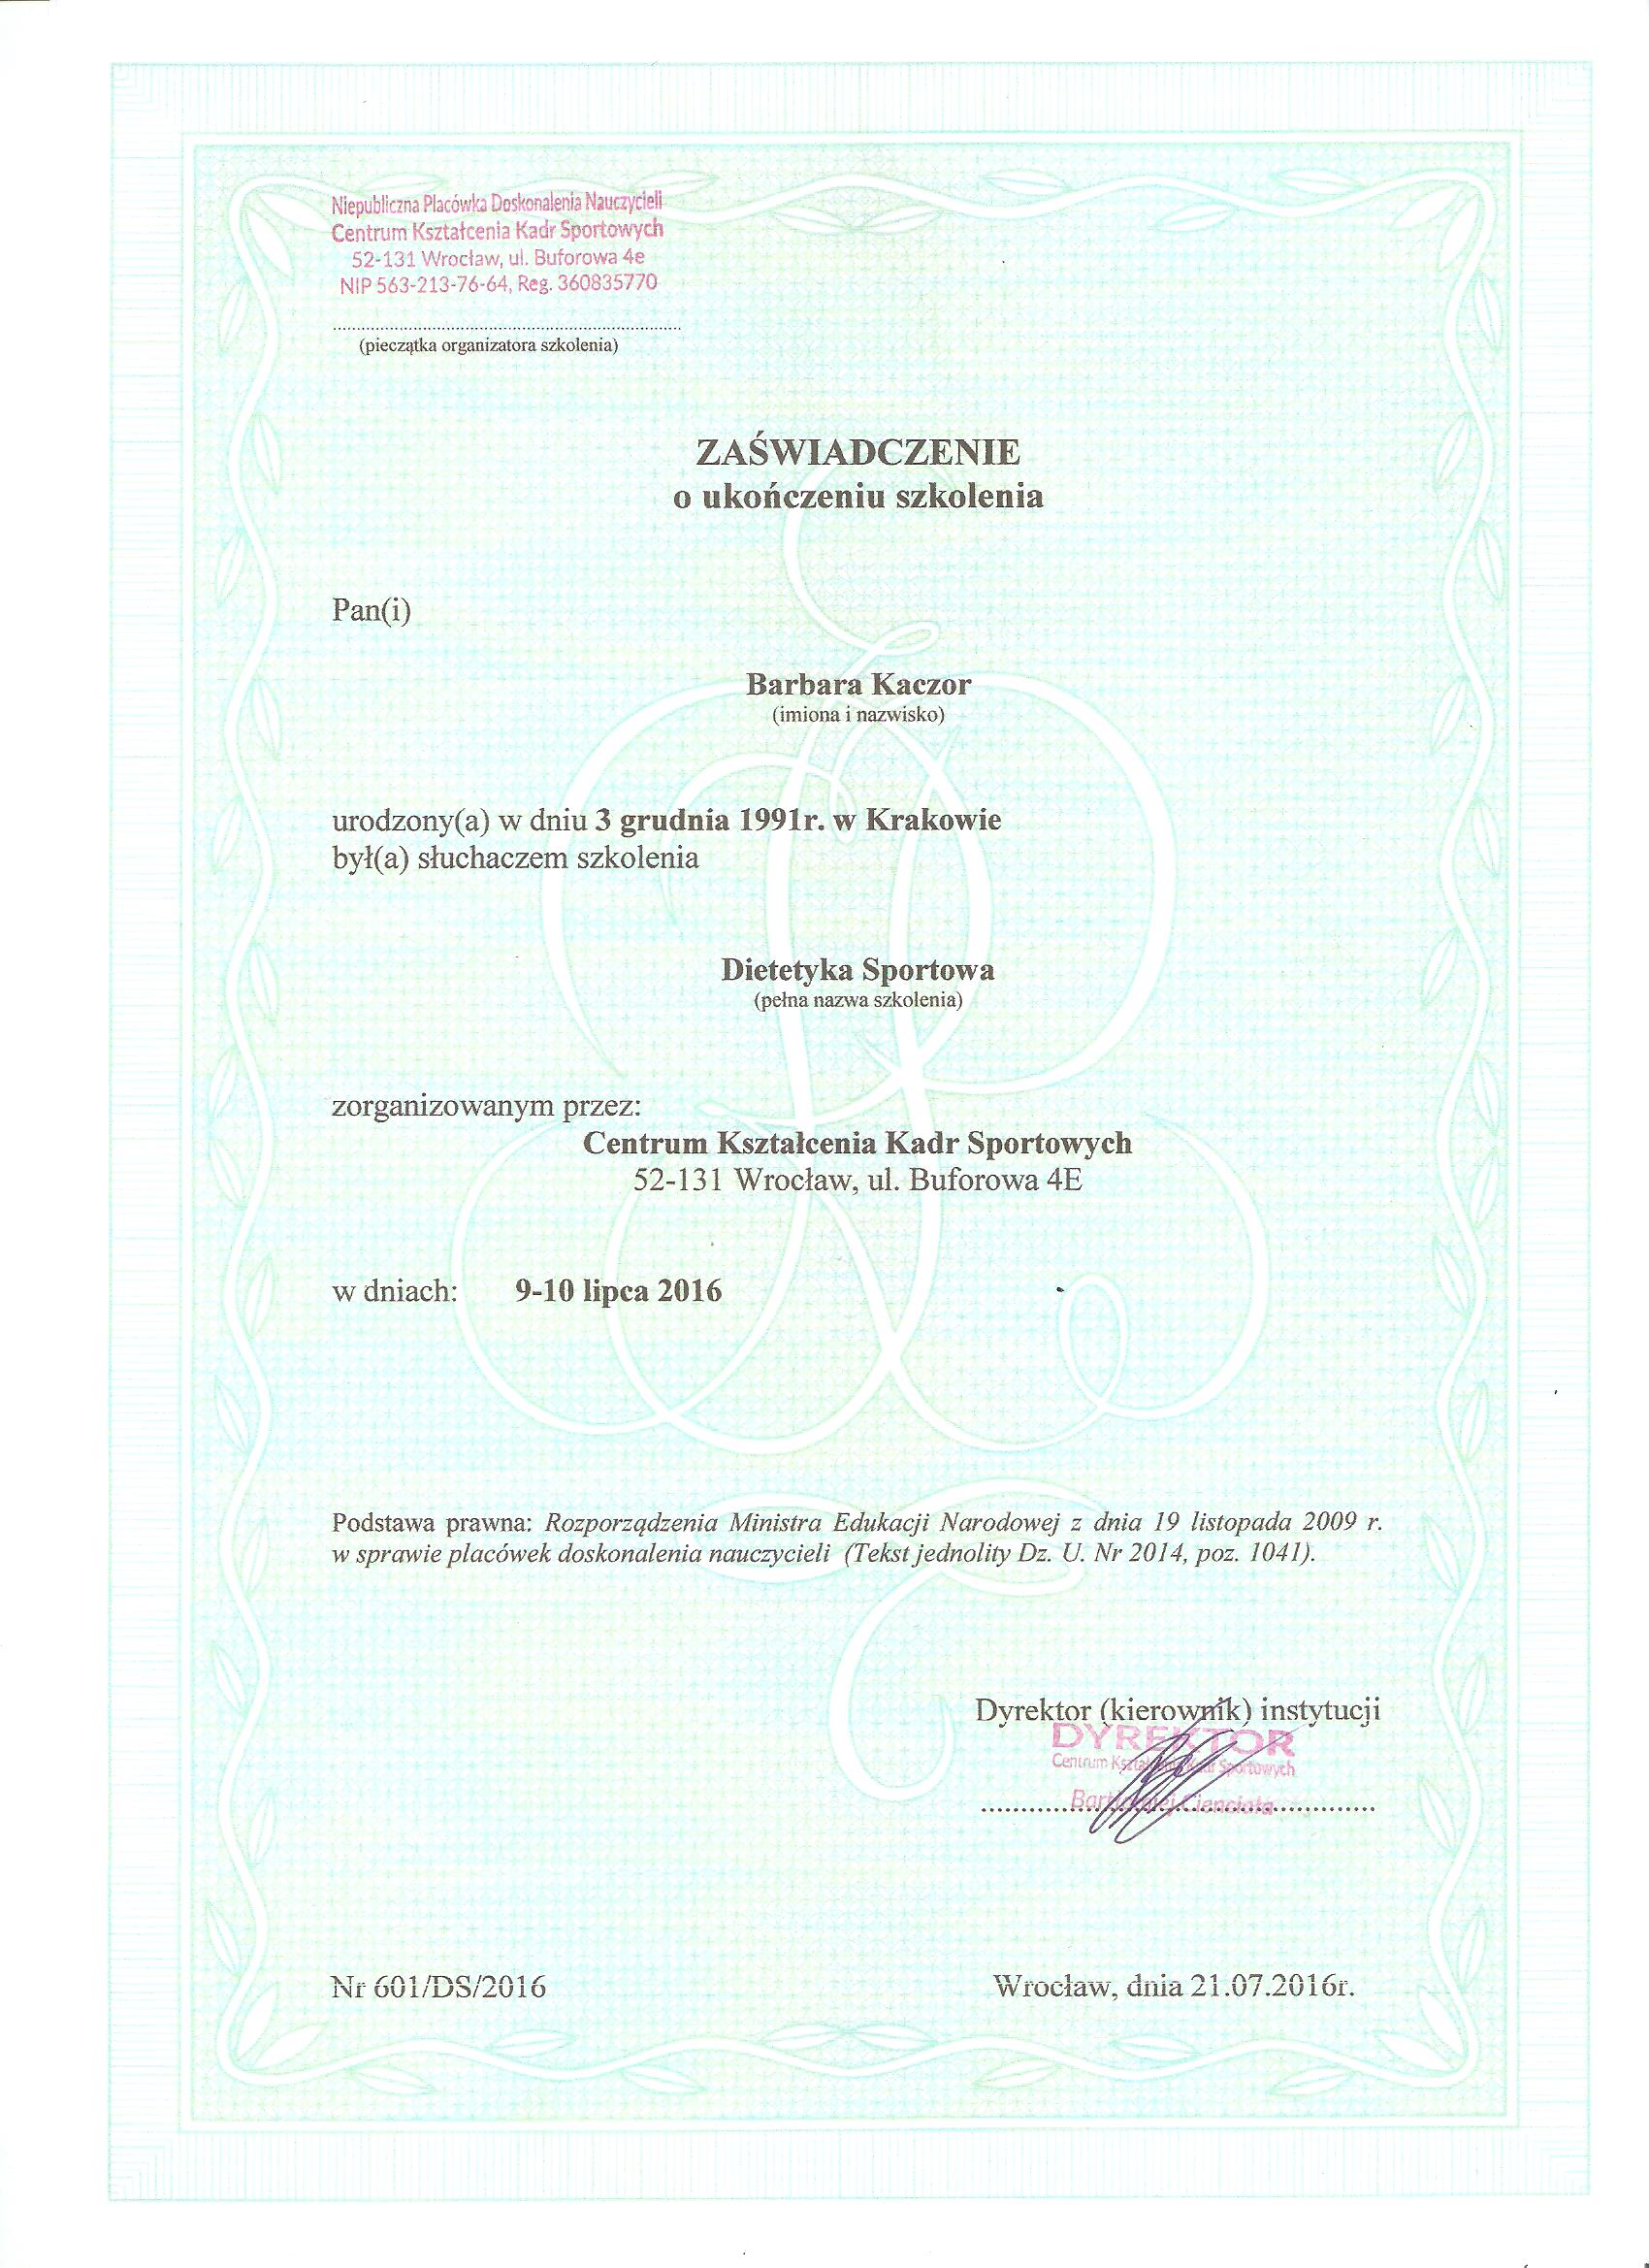 Niepubliczna Placówka Doskonalenia Nauczycieli
Centrum Kształcenia Kadr Sportowych
52-131 Wrocław, ul. Buforowa 4e
NIP 563-213-76-64, Reg. 360835770
(pieczątka organizatora szkolenia)
ZAŚWIADCZENIE
o ukończeniu szkolenia
Pan(i)
Barbara Kaczor
(imiona i nazwisko)
urodzony(a) w dniu 3 grudnia 1991r. w Krakowie
był(a) słuchaczem szkolenia
Dietetyka Sportowa
(pełna nazwa szkolenia)
zorganizowanym przez:
Centrum Kształcenia Kadr Sportowych
52-131 Wrocław, ul. Buforowa 4E
w dniach: 9-10 lipca 2016
Podstawa prawna: Rozporządzenia Ministra Edukacji Narodowej z dnia 19 listopada 2009 r.
w sprawie placówek doskonalenia nauczycieli (Tekst jednolity Dz. U. Nr 2014, poz. 1041).
Dyrektor (kierownik) instytucji
DYREKTOR
Centrum Kształcenia Kadr Sportowych
Bartłomiej Cienciała
Nr 601/DS/2016
Wrocław, dnia 21.07.2016r.